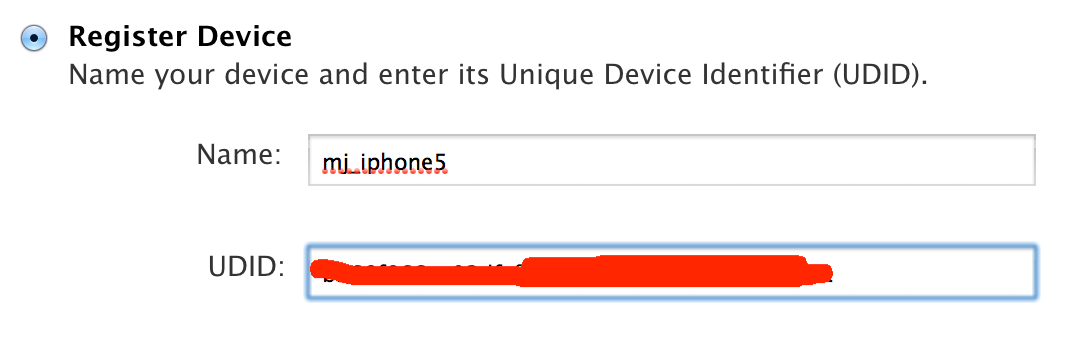 Register Device
Name your device and enter its Unique Device Identifier (UDID).
Name:
mj_iphone5
UDID: